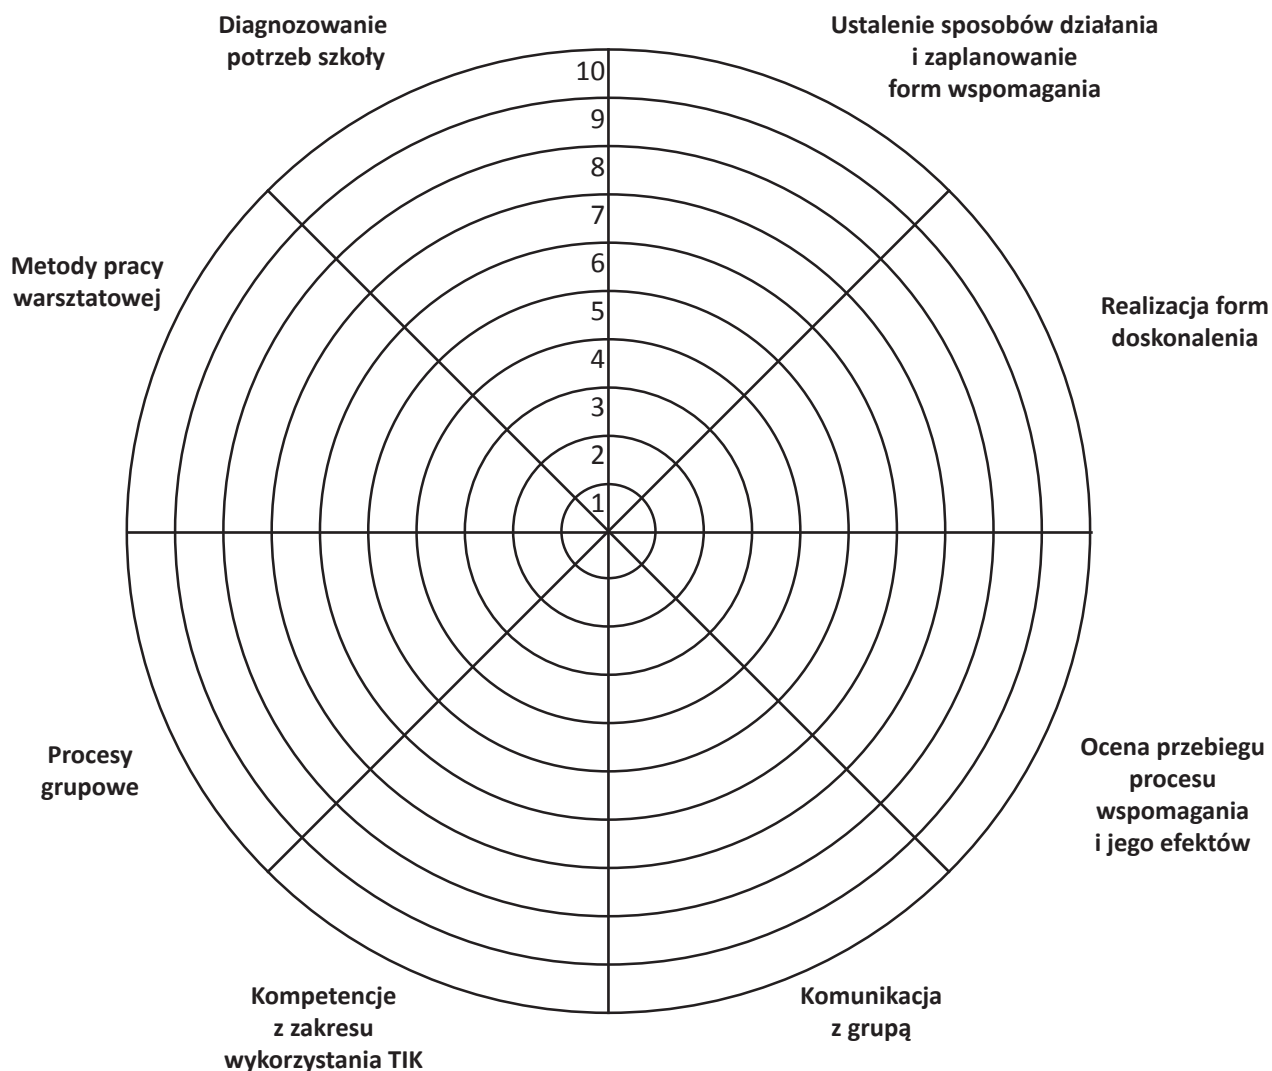 Diagnozowanie
potrzeb szkoły
Ustalenie sposobów działania
i zaplanowanie
form wspomagania
10
9
8
7
6
5
4
3
2
1
Metody pracy
warsztatowej
Realizacja form
doskonalenia
Procesy
grupowe
Ocena przebiegu
procesu
wspomagania
i jego efektów
Kompetencje
z zakresu
wykorzystania TIK
Komunikacja
z grupą